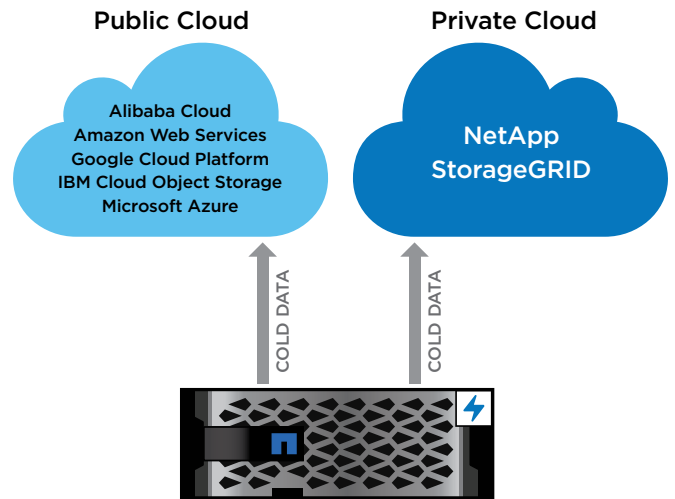 Public Cloud
Private Cloud
Alibaba Cloud
Amazon Web Services
Google Cloud Platform
IBM Cloud Object Storage
Microsoft Azure
NetApp
StorageGRID
COLD DATA
COLD DATA